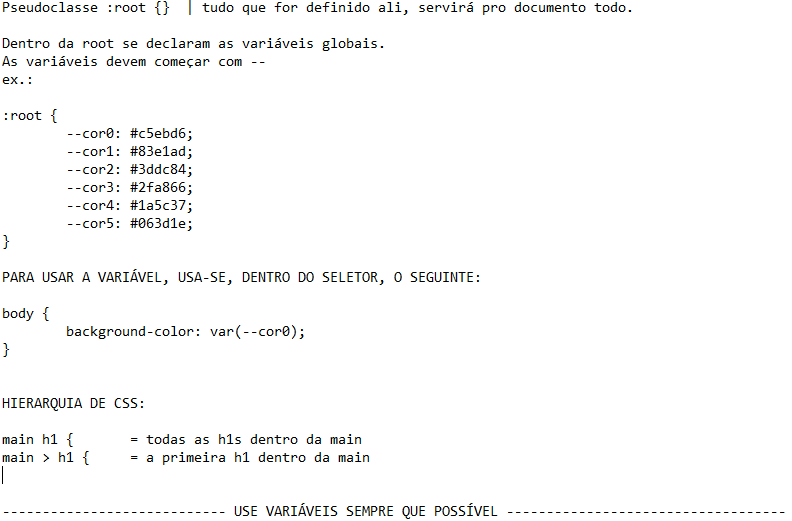 Pseudoclasse :root {}  | tudo que for definido ali, servirá pro documento todo.
Dentro da root se declaram as variáveis globais.
As variáveis devem começar com --
ex.:
:root {
        --cor0: #c5ebd6;
        --cor1: #83e1ad;
        --cor2: #3ddc84;
        --cor3: #2fa866;
        --cor4: #1a5c37;
        --cor5: #063d1e;
}
PARA USAR A VARIÁVEL, USA-SE, DENTRO DO SELETOR, O SEGUINTE:
body {
        background-color: var(--cor0);
}
HIERARQUIA DE CSS:
main h1 {       = todas as h1s dentro da main
main > h1 {     = a primeira h1 dentro da main
---------------------------- USE VARIÁVEIS SEMPRE QUE POSSÍVEL -----------------------------------